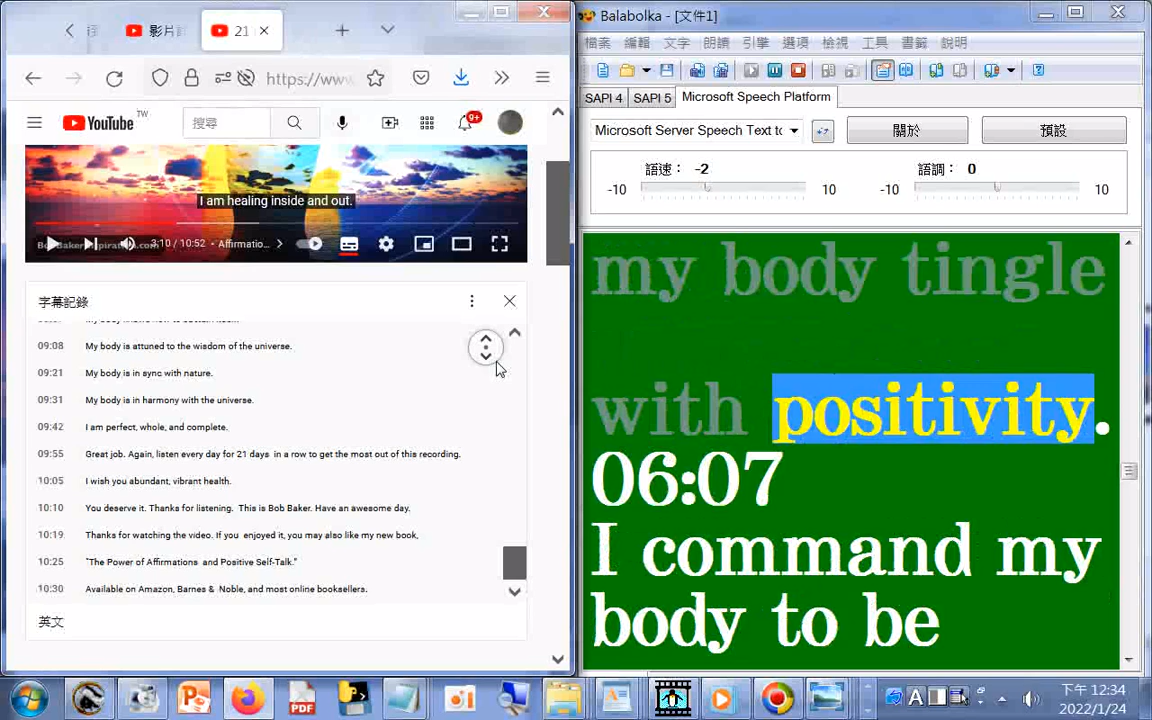 影片
21
https://www.
YouTube TW
搜尋
9+
I am healing inside and out.
3:10 / 10:52 • Affirmatio...
字幕記錄
09:08 My body is attuned to the wisdom of the universe.
09:21 My body is in sync with nature.
09:31 My body is in harmony with the universe.
09:42 I am perfect, whole, and complete.
09:55 Great job. Again, listen every day for 21 days in a row to get the most out of this recording.
10:05 I wish you abundant, vibrant health.
10:10 You deserve it. Thanks for listening. This is Bob Baker. Have an awesome day.
10:19 Thanks for watching the video. If you enjoyed it, you may also like my new book,
10:25 "The Power of Affirmations and Positive Self-Talk."
10:30 Available on Amazon, Barnes & Noble, and most online booksellers.
英文
Balabolka - [文件1]
檔案 編輯 文字 朗讀 引擎 選項 檢視 工具 書籤 說明
SAPI 4 SAPI 5 Microsoft Speech Platform
Microsoft Server Speech Text to
關於
預設
語速： -2
-10 10
語調： 0
-10 10
my body tingle
with positivity.
06:07
I command my
body to be
PDF
A
下午 12:34
2022/1/24